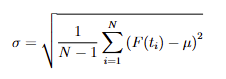 σ = √(1/(N − 1) ∑_{i=1}^{N} (F(t_i) − μ)²)